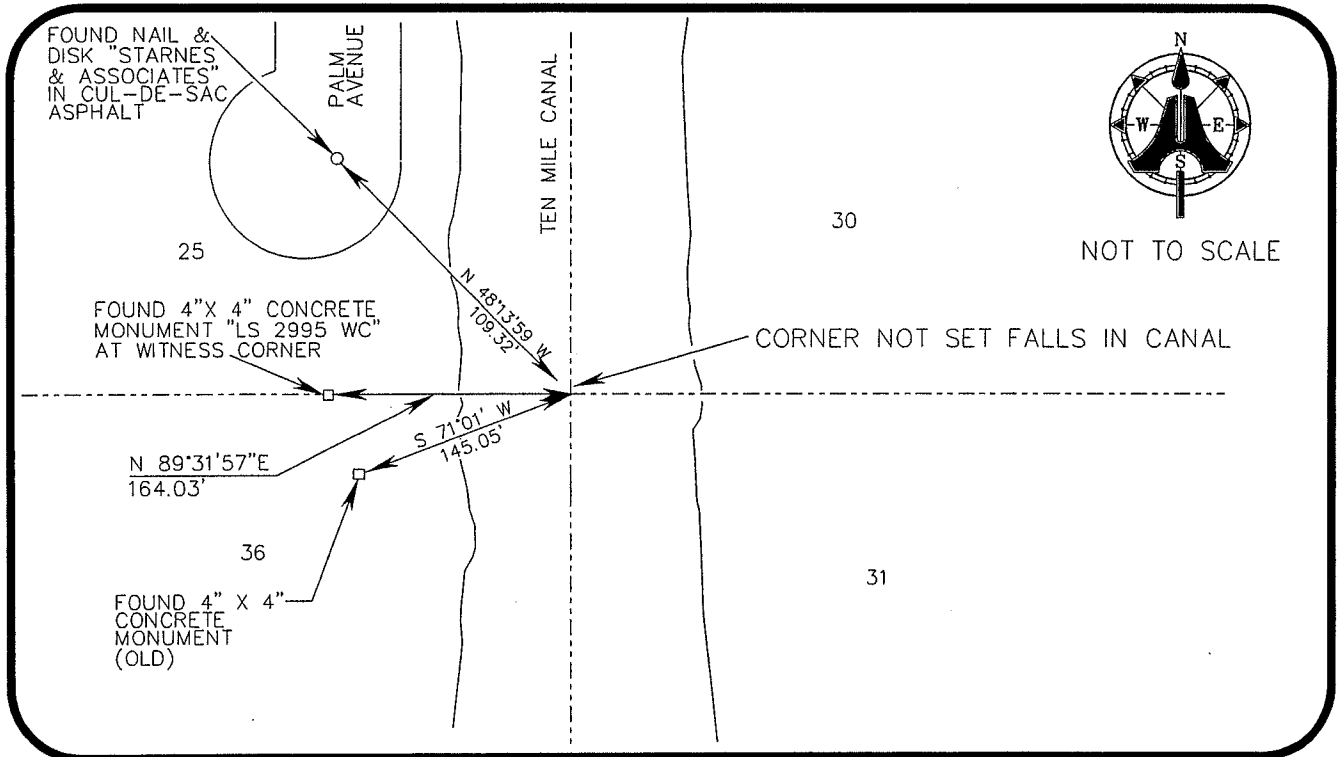 FOUND NAIL &
DISK "STARNES
& ASSOCIATES"
IN CUL-DE-SAC
ASPHALT
PALM
AVENUE
TEN MILE CANAL
N
W
E
S
NOT TO SCALE
30
25
N 48°13'59 W
109.32'
FOUND 4"X 4" CONCRETE
MONUMENT "LS 2995 WC"
AT WITNESS CORNER
CORNER NOT SET FALLS IN CANAL
S 71°01' W
145.05'
N 89°31'57"E
164.03'
36
31
FOUND 4" X 4"
CONCRETE
MONUMENT
(OLD)